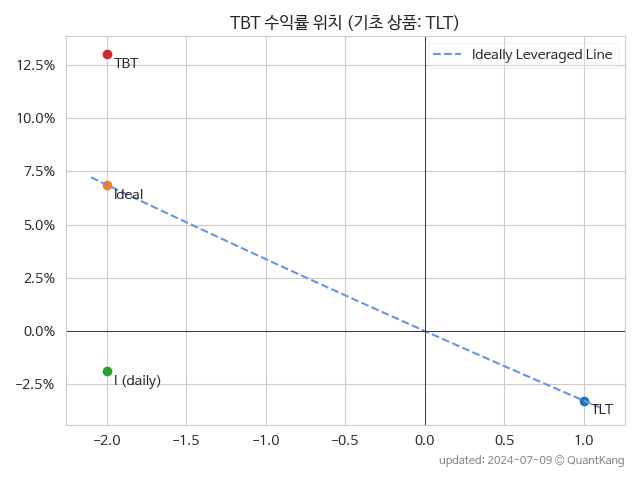 TBT 수익률 위치 (기초 상품: TLT)
Ideally Leveraged Line
12.5%
10.0%
7.5%
5.0%
2.5%
0.0%
−2.5%
TBT
Ideal
I (daily)
TLT
−2.0 −1.5 −1.0 −0.5 0.0 0.5 1.0
updated: 2024-07-09 © QuantKang